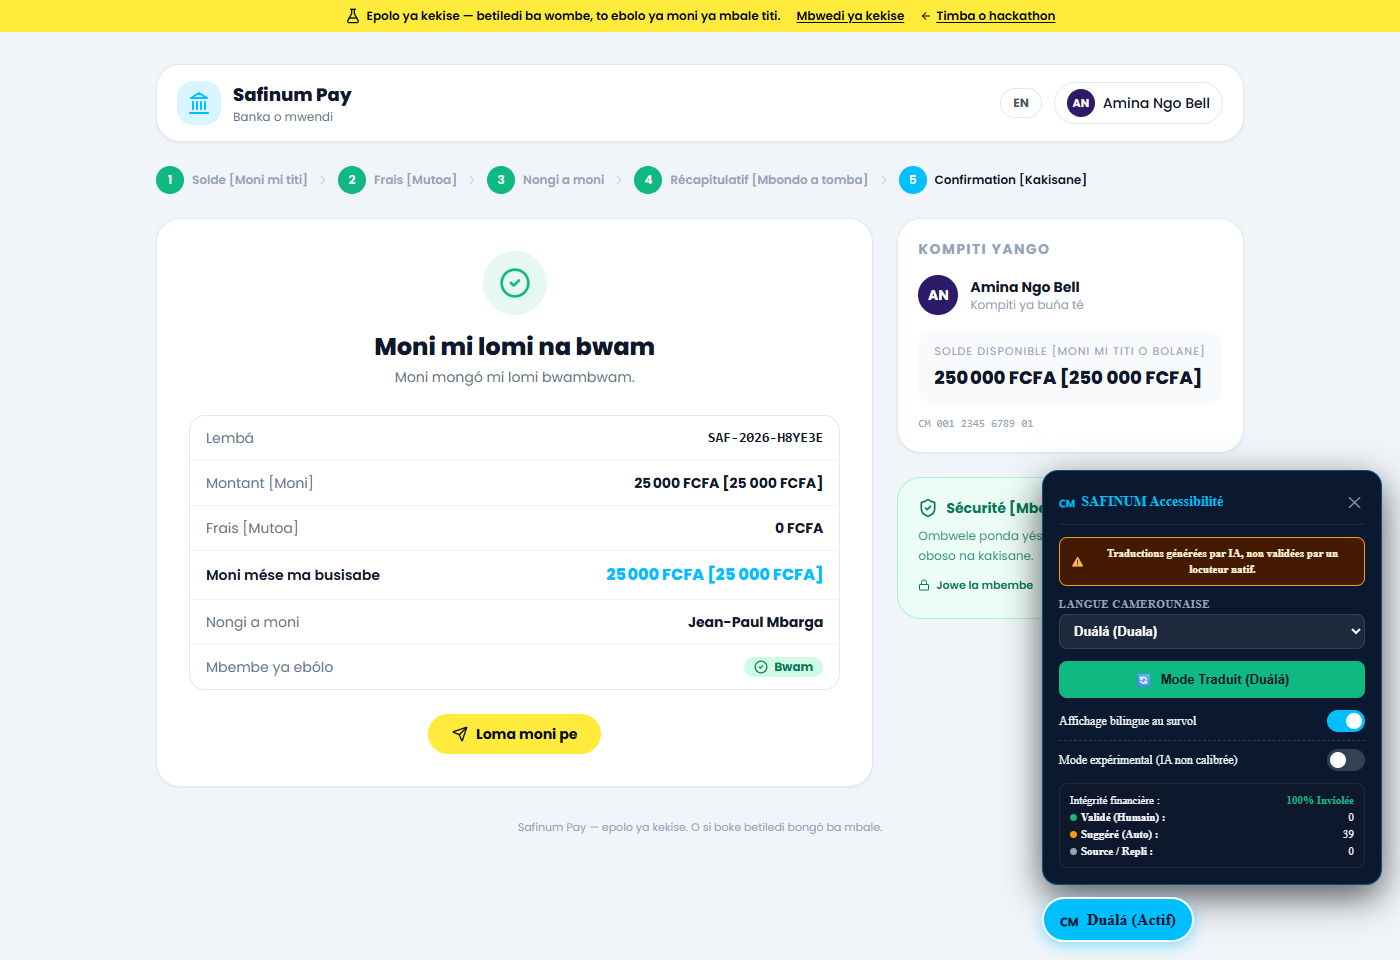 Epolo ya kekise — betiledi ba wombe, to ebolo ya moni ya mbale titi. Mbwedi ya kekise ← Timba o hackathon
Safinum Pay
Banka o mwendi
EN
AN Amina Ngo Bell
1 Solde [Moni mi titi] > 2 Frais [Mutoa] > 3 Nongi a moni > 4 Récapitulatif [Mbondo a tomba] > 5 Confirmation [Kakisane]
Moni mi lomi na bwam
Moni mongó mi lomi bwambwam.
Lembá SAF-2026-H8YE3E
Montant [Moni] 25 000 FCFA [25 000 FCFA]
Frais [Mutoa] 0 FCFA
Moni mése ma busisabe 25 000 FCFA [25 000 FCFA]
Nongi a moni Jean-Paul Mbarga
Mbembe ya ebólo Bwam
Loma moni pe
KOMPITI YANGO
AN Amina Ngo Bell
Kompiti ya buńa té
SOLDE DISPONIBLE [MONI MI TITI O BOLANE]
250 000 FCFA [250 000 FCFA]
CM 001 2345 6789 01
Sécurité
Ombwele ponda
oboso na kakisane.
Jowe la mbembe
CM SAFINUM Accessibilité
Traductions générées par IA, non validées par un
locuteur natif.
LANGUE CAMEROUNAISE
Duálá (Duala)
Mode Traduit (Duálá)
Affichage bilingue au survol
Mode expérimental (IA non calibrée)
Intégrité financière : 100% Inviolée
Validé (Humain) : 0
Suggéré (Auto) : 39
Source / Repli : 0
CM Duálá (Actif)
Safinum Pay — epolo ya kekise. O si boke betiledi bongó ba mbale.